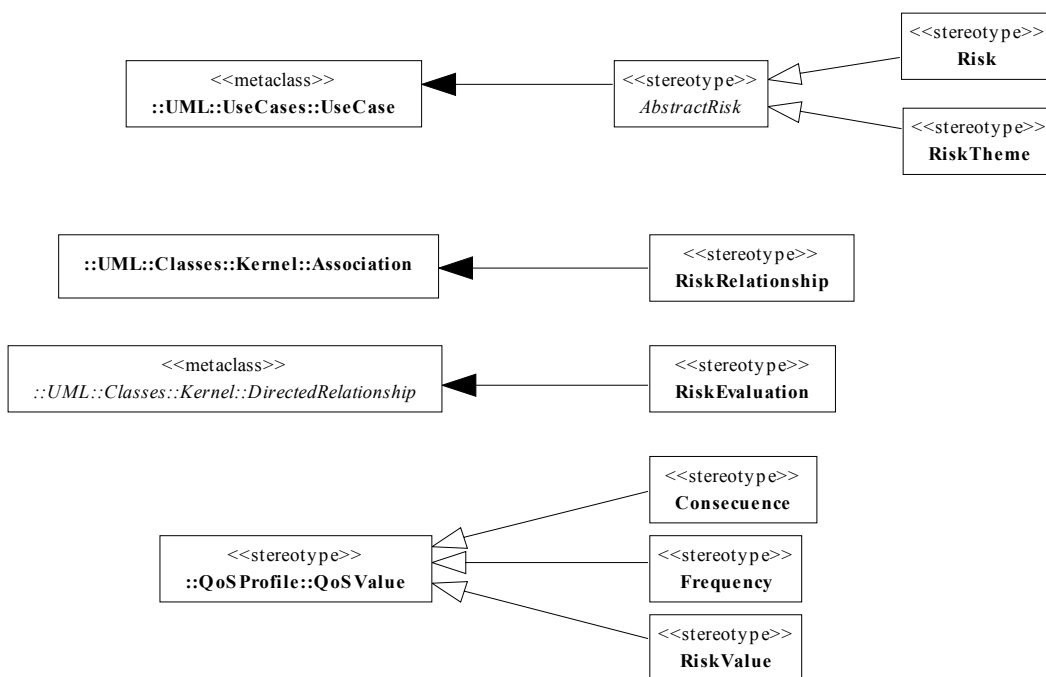 <<stereotype>>
Risk
<<metaclass>>
::UML::UseCases::UseCase
<<stereotype>>
AbstractRisk
<<stereotype>>
RiskTheme
::UML::Classes::Kernel::Association
<<stereotype>>
RiskRelationship
<<metaclass>>
::UML::Classes::Kernel::DirectedRelationship
<<stereotype>>
RiskEvaluation
<<stereotype>>
Consecuence
<<stereotype>>
::QoSProfile::QoSValue
<<stereotype>>
Frequency
<<stereotype>>
RiskValue